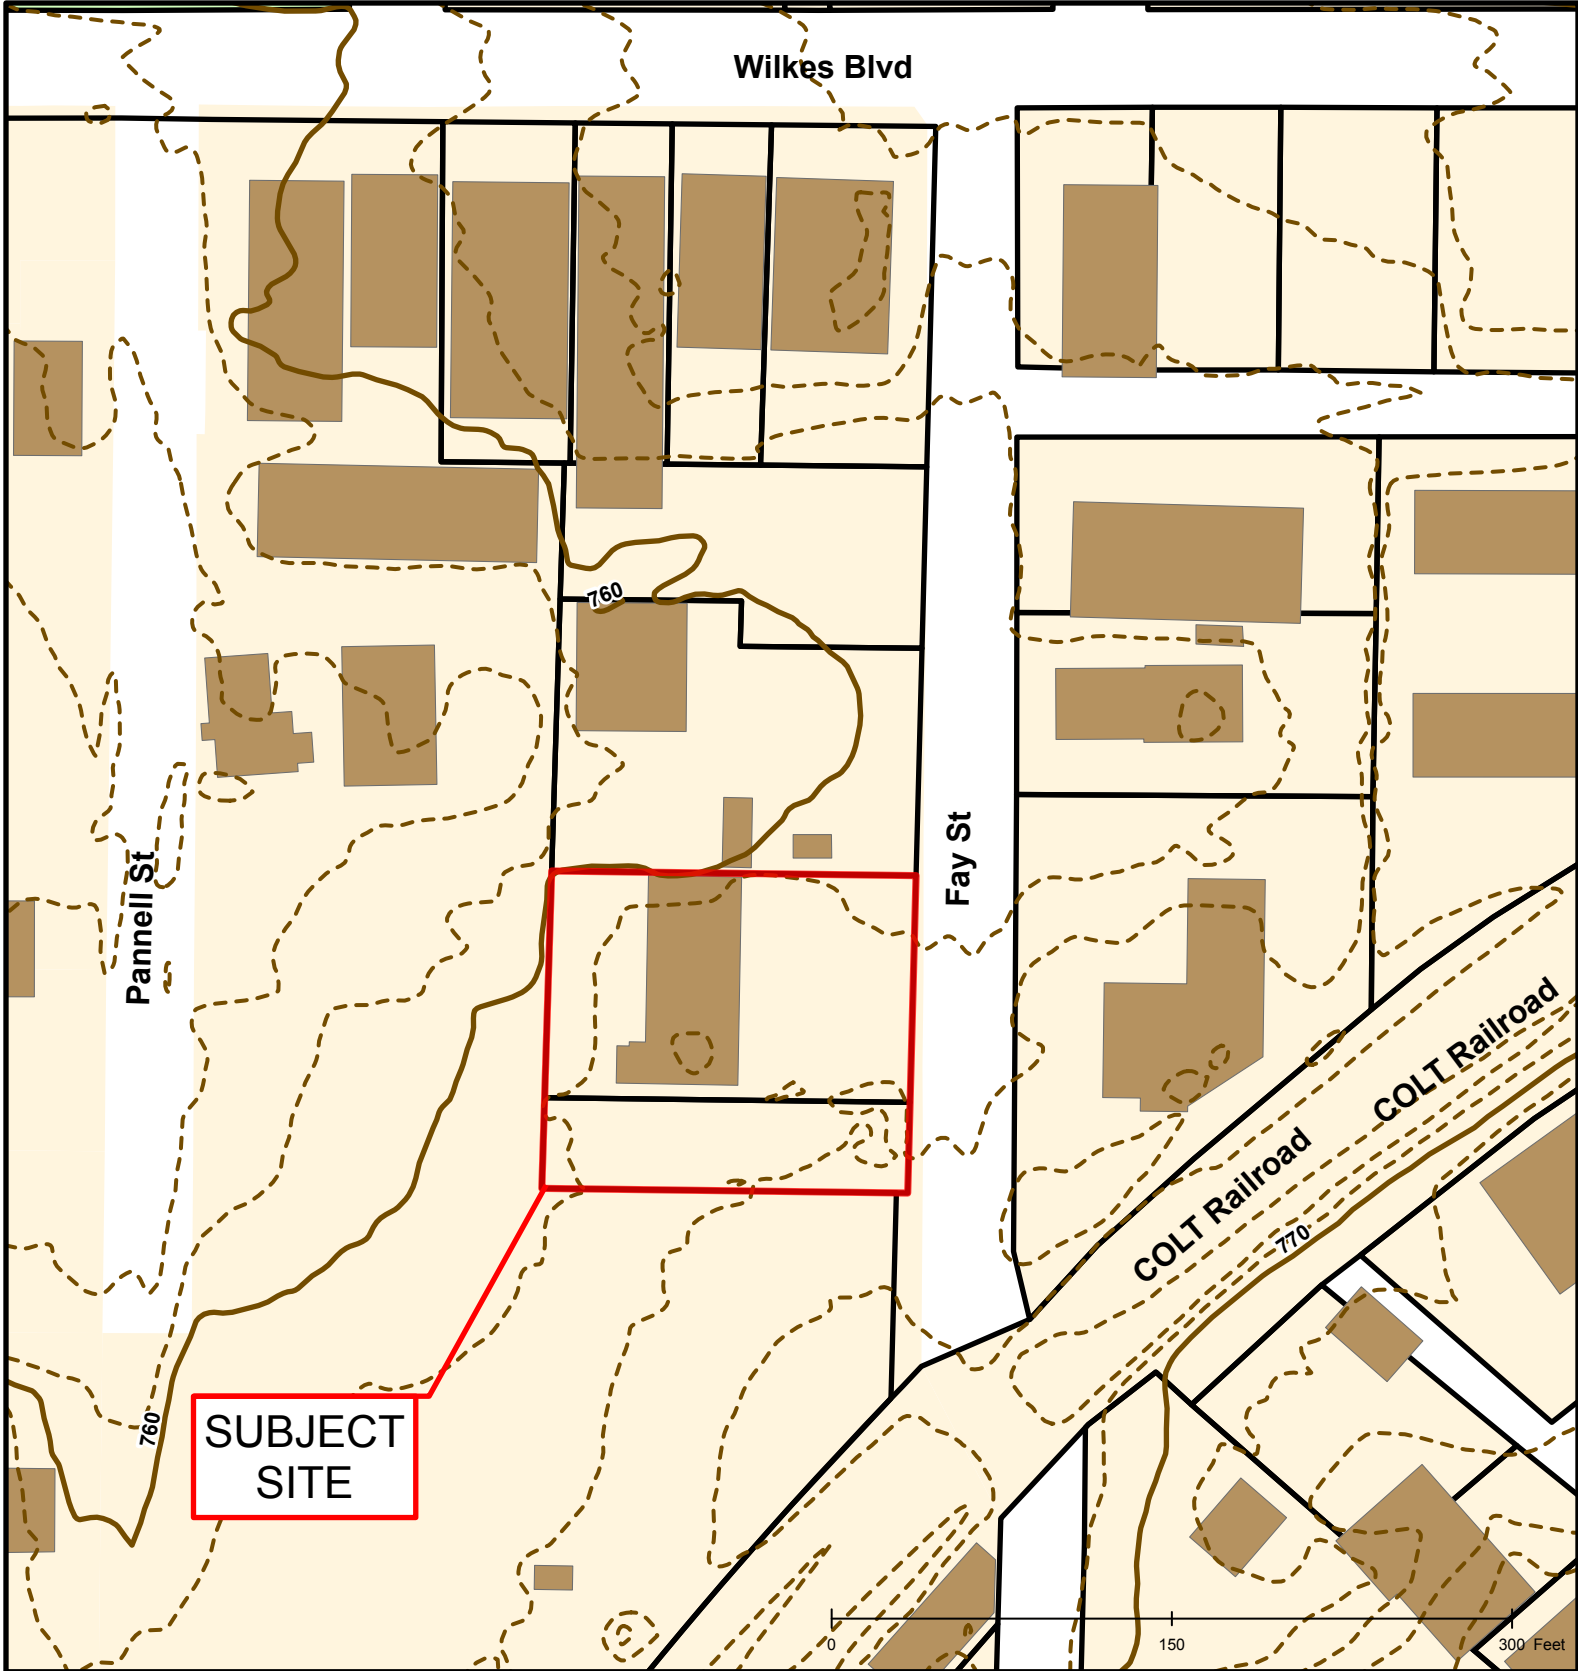 Wilkes Blvd
760
Fay St
Pannell St
COLT Railroad
COLT Railroad
770
760
SUBJECT
SITE
0 150 300 Feet